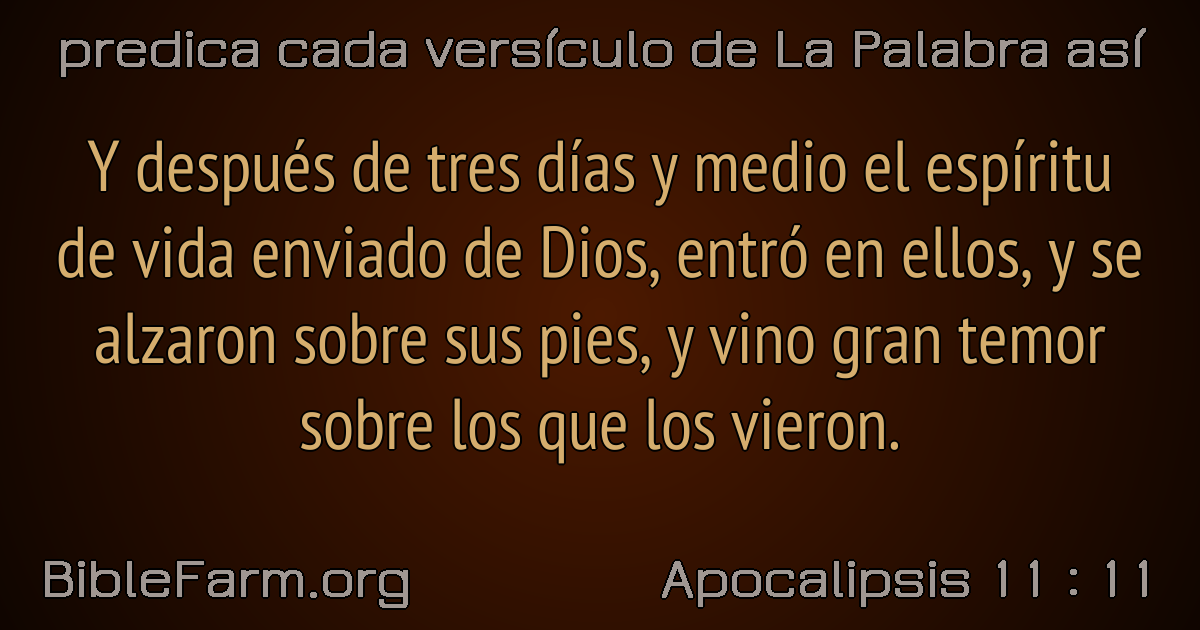 predica cada versículo de La Palabra así
Y después de tres días y medio el espíritu
de vida enviado de Dios, entró en ellos, y se
alzaron sobre sus pies, y vino gran temor
sobre los que los vieron.
BibleFarm.org
Apocalipsis 11 : 11